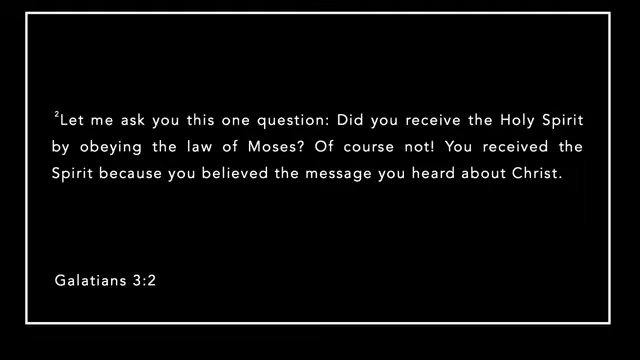 ²Let me ask you this one question: Did you receive the Holy Spirit
by obeying the law of Moses? Of course not! You received the
Spirit because you believed the message you heard about Christ.
Galatians 3:2